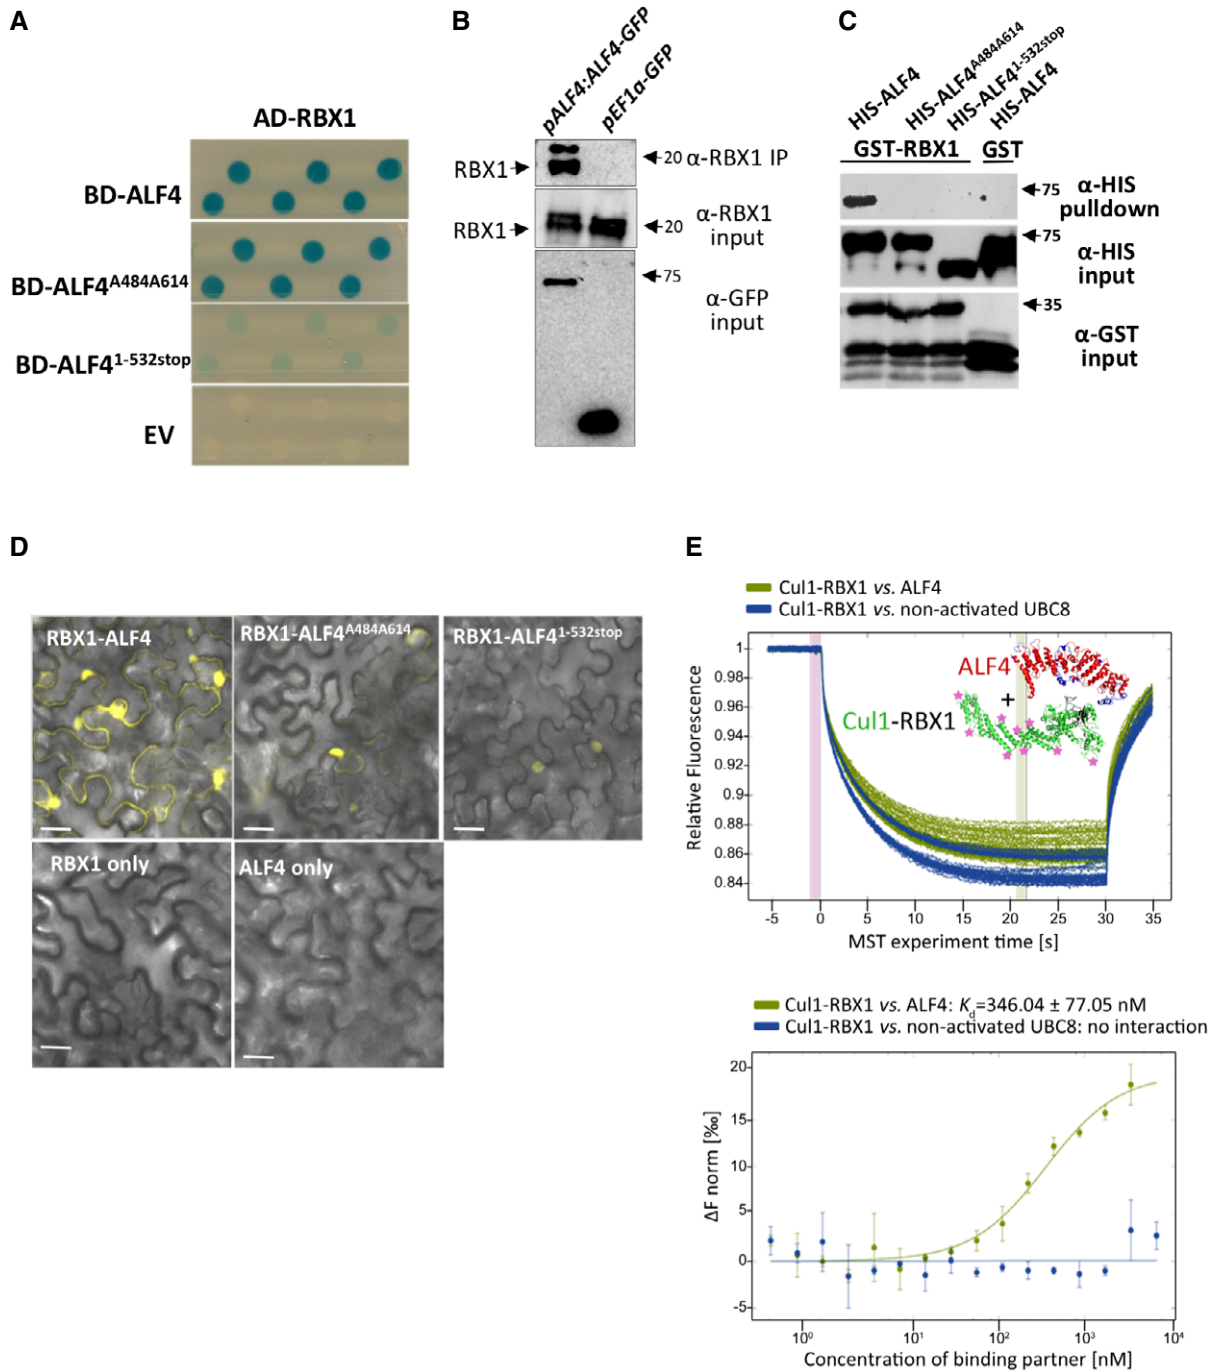 A
AD-RBX1
BD-ALF4
BD-ALF4A484A614
BD-ALF41-532stop
EV
B
pALF4:ALF4-GFP
pEF1α-GFP
RBX1
20
α-RBX1 IP
RBX1
20
α-RBX1
input
75
α-GFP
input
C
HIS-ALF4
HIS-ALF4A484A614
HIS-ALF41-532stop
HIS-ALF4
GST-RBX1
GST
75
α-HIS
pulldown
75
α-HIS
input
35
α-GST
input
D
RBX1-ALF4
RBX1-ALF4A484A614
RBX1-ALF41-532stop
RBX1 only
ALF4 only
E
Cul1-RBX1 vs. ALF4
Cul1-RBX1 vs. non-activated UBC8
1
0.98
0.96
0.94
0.92
0.9
0.88
0.86
0.84
Relative Fluorescence
ALF4
+
Cul1-RBX1
-5 0 5 10 15 20 25 30 35
MST experiment time [s]
Cul1-RBX1 vs. ALF4: Kd=346.04 ± 77.05 nM
Cul1-RBX1 vs. non-activated UBC8: no interaction
20
15
10
5
0
-5
ΔF norm [‰]
10⁰ 10¹ 10² 10³ 10⁴
Concentration of binding partner [nM]